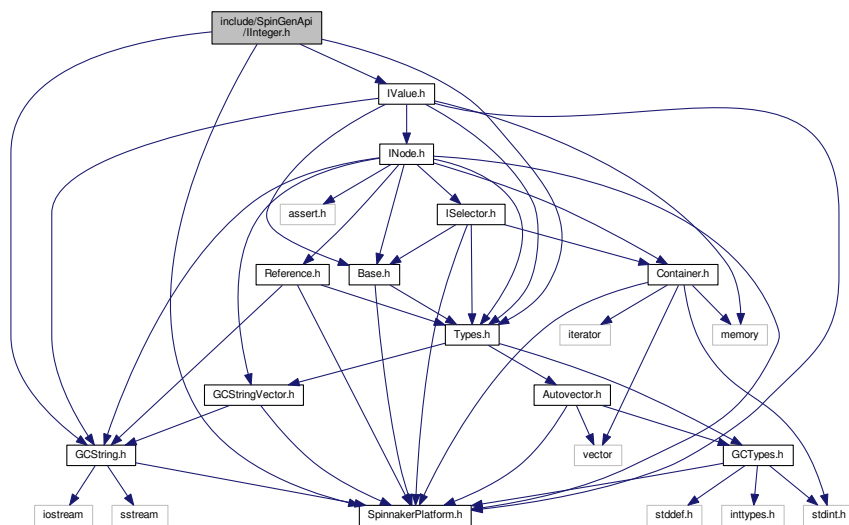 include/SpinGenApi
/IInteger.h
IValue.h
INode.h
assert.h
ISelector.h
Reference.h
Base.h
Container.h
Types.h
iterator
memory
GCStringVector.h
Autovector.h
GCString.h
vector
GCTypes.h
iostream
sstream
SpinnakerPlatform.h
stddef.h
inttypes.h
stdint.h